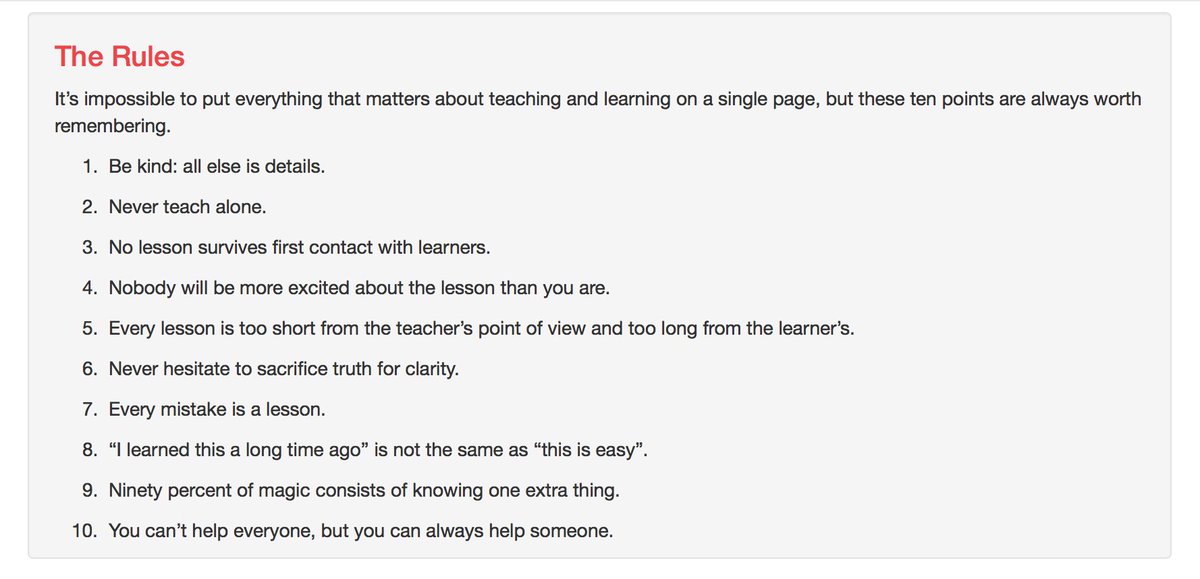 The Rules
It’s impossible to put everything that matters about teaching and learning on a single page, but these ten points are always worth
remembering.
1. Be kind: all else is details.
2. Never teach alone.
3. No lesson survives first contact with learners.
4. Nobody will be more excited about the lesson than you are.
5. Every lesson is too short from the teacher’s point of view and too long from the learner’s.
6. Never hesitate to sacrifice truth for clarity.
7. Every mistake is a lesson.
8. “I learned this a long time ago” is not the same as “this is easy”.
9. Ninety percent of magic consists of knowing one extra thing.
10. You can’t help everyone, but you can always help someone.